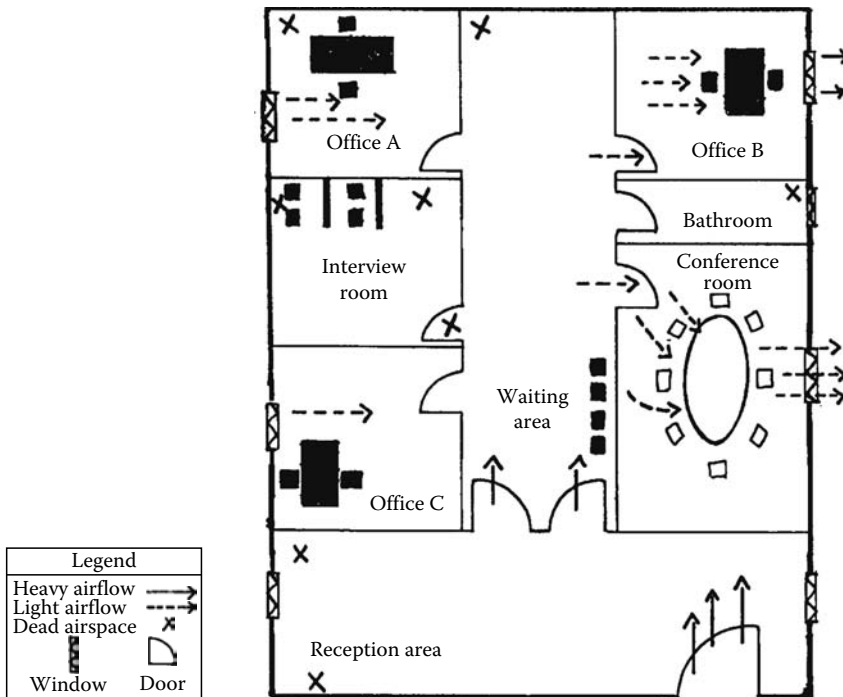 Office A
Office B
Bathroom
Interview
room
Conference
room
Waiting
area
Office C
Reception area
Legend
Heavy airflow
Light airflow
Dead airspace
Window
Door